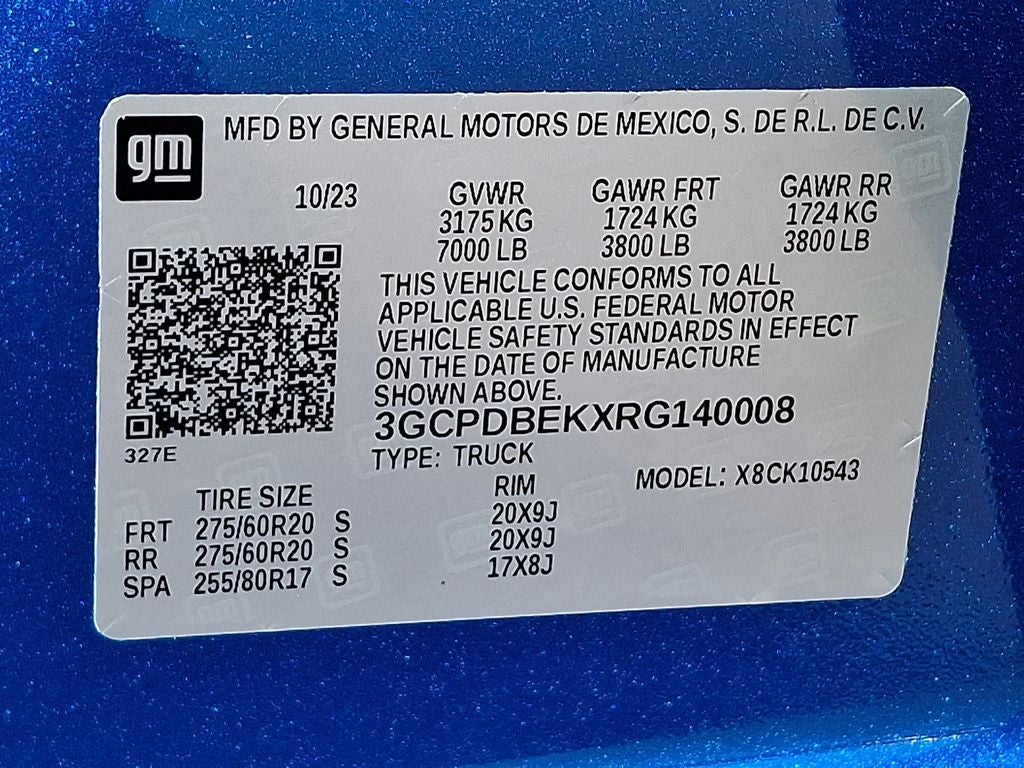 gm
MFD BY GENERAL MOTORS DE MEXICO, S. DE R.L. DE C.V.
10/23 GVWR GAWR FRT GAWR RR
3175 KG 1724 KG 1724 KG
7000 LB 3800 LB 3800 LB
THIS VEHICLE CONFORMS TO ALL
APPLICABLE U.S. FEDERAL MOTOR
VEHICLE SAFETY STANDARDS IN EFFECT
ON THE DATE OF MANUFACTURE
SHOWN ABOVE.
3GCPDBEKXRG140008
327E
TYPE: TRUCK
MODEL: X8CK10543
TIRE SIZE RIM
FRT 275/60R20 S 20X9J
RR 275/60R20 S 20X9J
SPA 255/80R17 S 17X8J